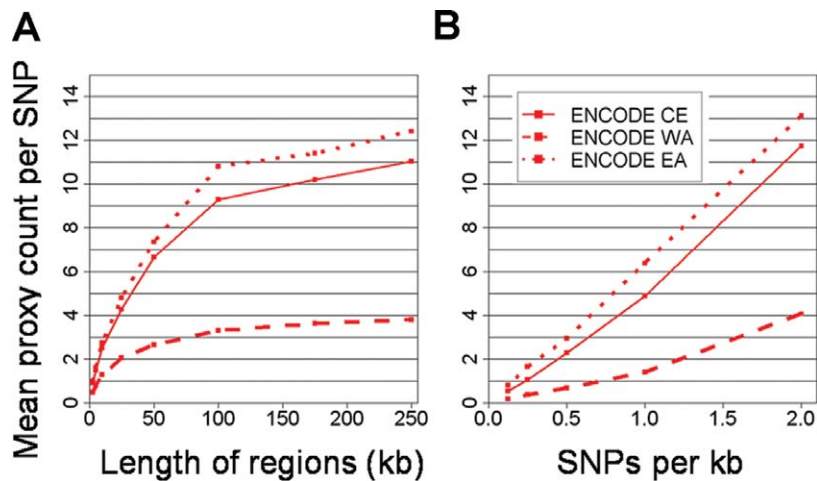 A
B
Mean proxy count per SNP
14
12
10
8
6
4
2
0
0 50 100 150 200 250
Length of regions (kb)
14
12
10
8
6
4
2
0
ENCODE CE
ENCODE WA
ENCODE EA
0.0 0.5 1.0 1.5 2.0
SNPs per kb